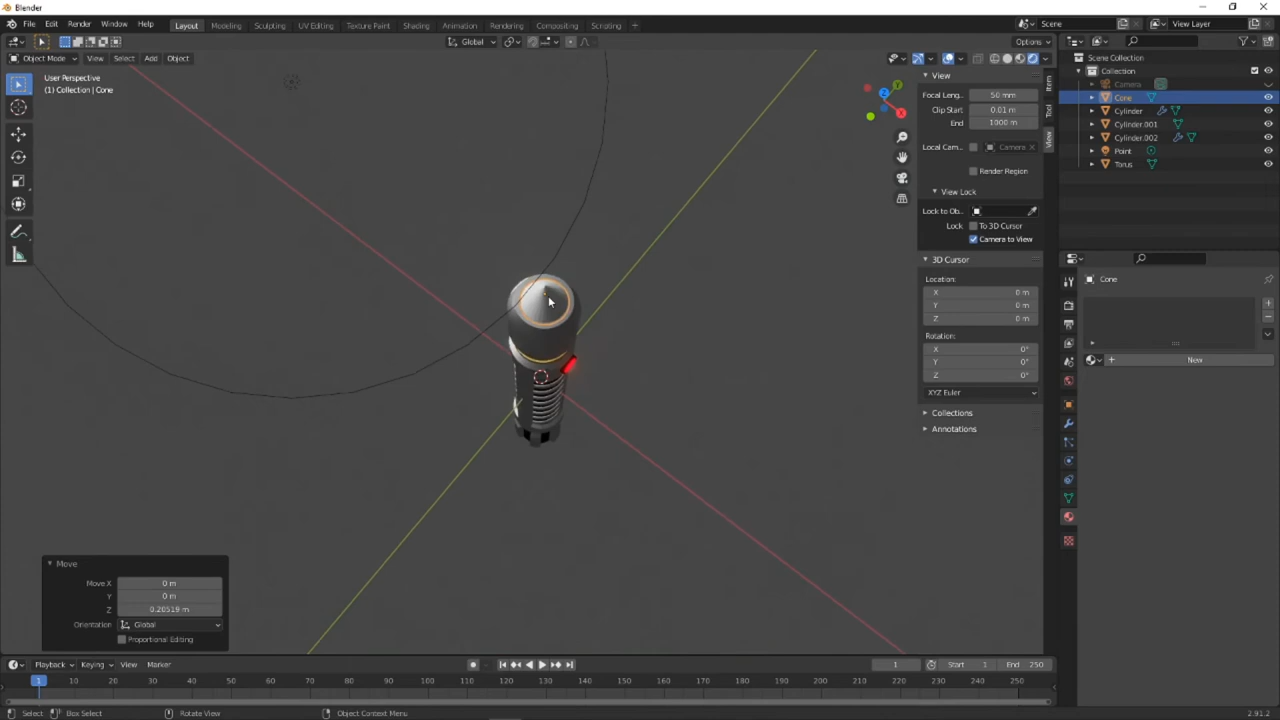 Blender
File Edit Render Window Help Layout Modeling Sculpting UV Editing Texture Paint Shading Animation Rendering Compositing Scripting + Scene View Layer
Global Options
Object Mode View Select Add Object
User Perspective
(1) Collection | Cone
View
Focal Leng... 50 mm
Clip Start 0.01 m
End 1000 m
Local Cam... Camera
Render Region
View Lock
Lock to Ob...
Lock To 3D Cursor
Camera to View
3D Cursor
Location:
X 0 m
Y 0 m
Z 0 m
Rotation:
X 0°
Y 0°
Z 0°
XYZ Euler
Collections
Annotations
Item
Tool
View
Scene Collection
Collection
Camera
Cone
Cylinder
Cylinder.001
Cylinder.002
Point
Torus
Cone
New
Move
Move X 0 m
Y 0 m
Z 0.20519 m
Orientation Global
Proportional Editing
Playback Keying View Marker 1 Start 1 End 250
1 10 20 30 40 50 60 70 80 90 100 110 120 130 140 150 160 170 180 190 200 210 220 230 240 250
Select Box Select Rotate View Object Context Menu 2.91.2